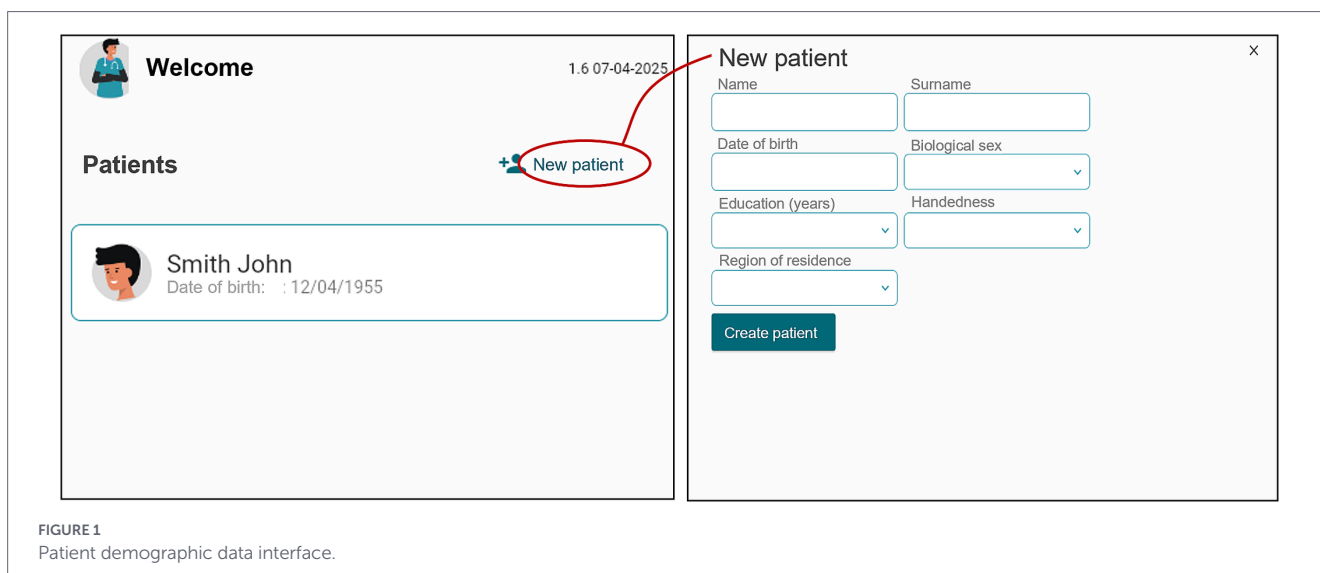 Welcome
1.6 07-04-2025
Patients
New patient
Smith John
Date of birth: : 12/04/1955
New patient
X
Name Surname
Date of birth Biological sex
Education (years) Handedness
Region of residence
Create patient
FIGURE 1
Patient demographic data interface.